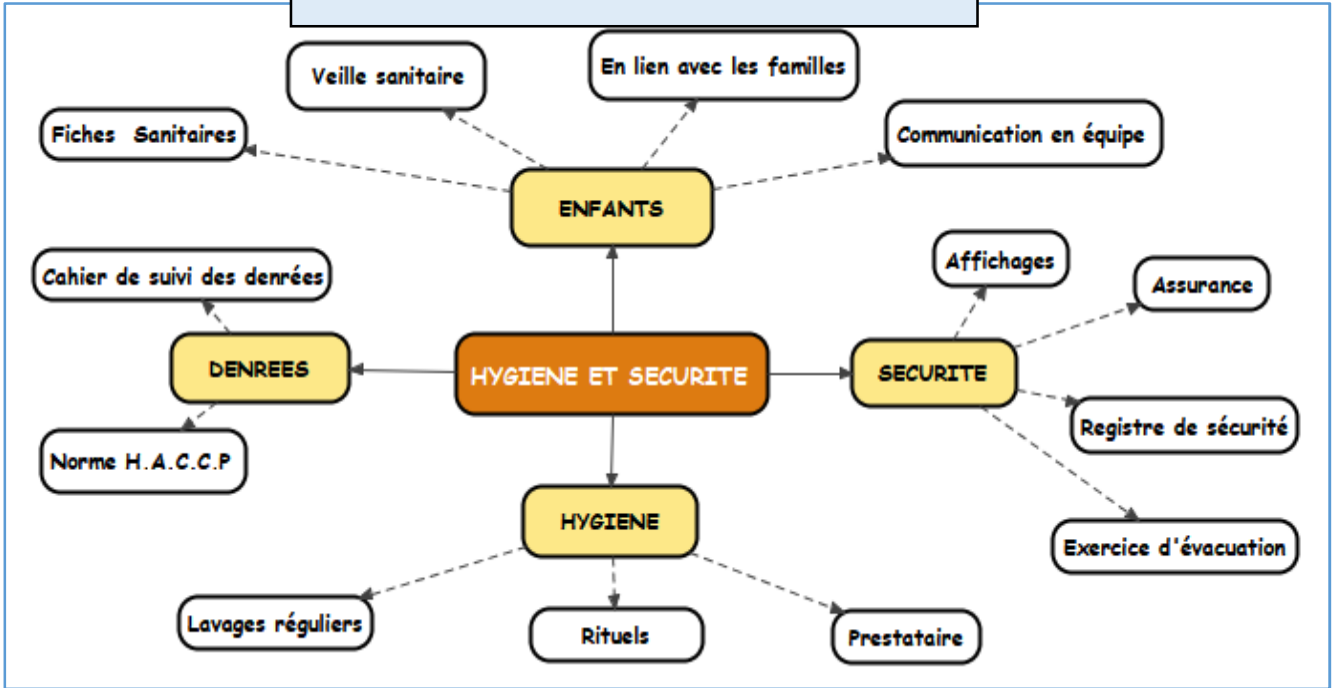 Veille sanitaire
En lien avec les familles
Fiches Sanitaires
Communication en équipe
ENFANTS
Cahier de suivi des denrées
Affichages
Assurance
DENREES
HYGIENE ET SECURITE
SECURITE
Norme H.A.C.C.P
Registre de sécurité
HYGIENE
Exercice d'évacuation
Lavages réguliers
Rituels
Prestataire